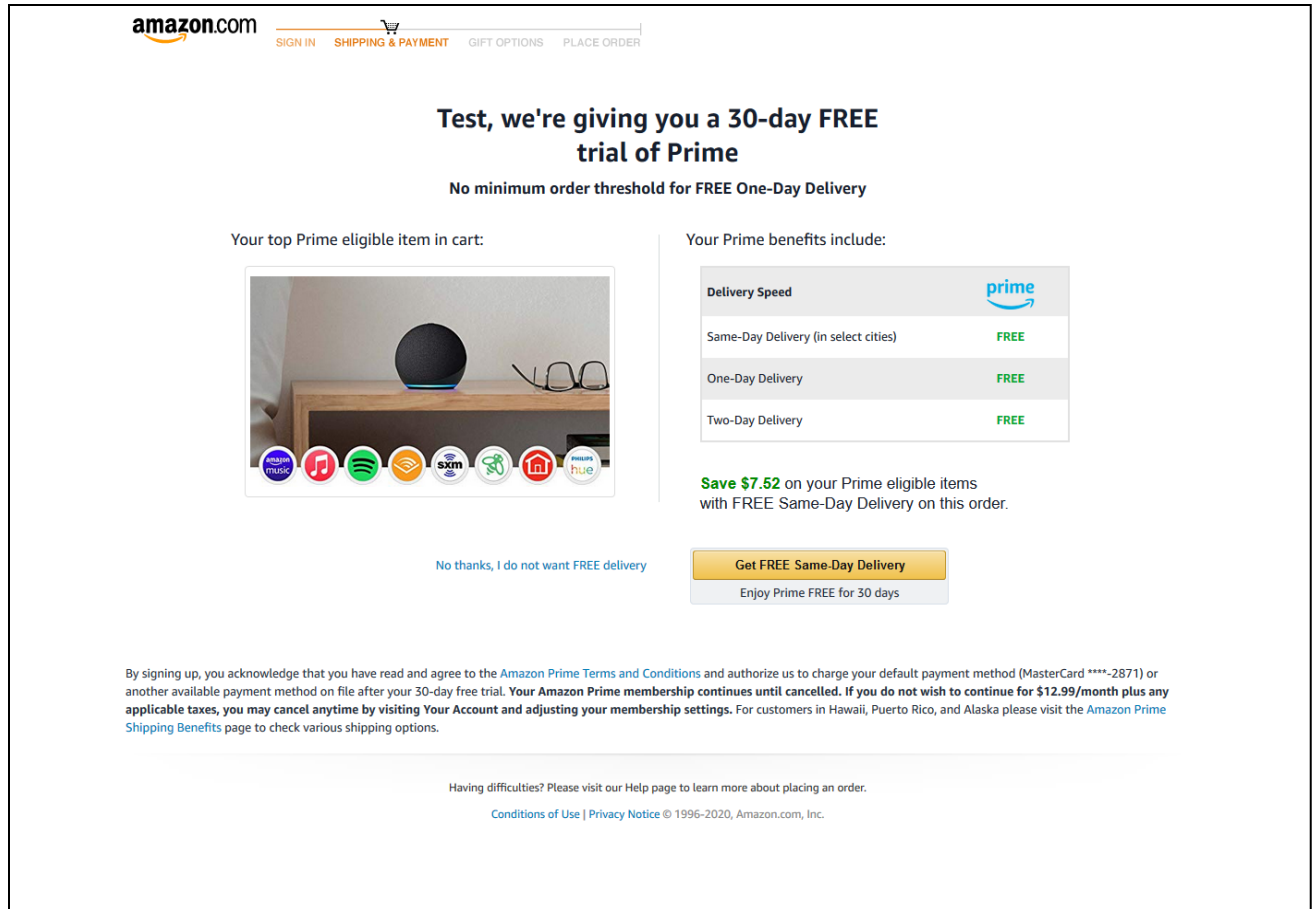 amazon.com
SIGN IN SHIPPING & PAYMENT GIFT OPTIONS PLACE ORDER
Test, we're giving you a 30-day FREE
trial of Prime
No minimum order threshold for FREE One-Day Delivery
Your top Prime eligible item in cart:
amazon
music
sxm
PHILIPS
hue
Your Prime benefits include:
Delivery Speed prime
Same-Day Delivery (in select cities) FREE
One-Day Delivery FREE
Two-Day Delivery FREE
Save $7.52 on your Prime eligible items
with FREE Same-Day Delivery on this order.
No thanks, I do not want FREE delivery
Get FREE Same-Day Delivery
Enjoy Prime FREE for 30 days
By signing up, you acknowledge that you have read and agree to the Amazon Prime Terms and Conditions and authorize us to charge your default payment method (MasterCard ****-2871) or
another available payment method on file after your 30-day free trial. Your Amazon Prime membership continues until cancelled. If you do not wish to continue for $12.99/month plus any
applicable taxes, you may cancel anytime by visiting Your Account and adjusting your membership settings. For customers in Hawaii, Puerto Rico, and Alaska please visit the Amazon Prime
Shipping Benefits page to check various shipping options.
Having difficulties? Please visit our Help page to learn more about placing an order.
Conditions of Use | Privacy Notice © 1996-2020, Amazon.com, Inc.